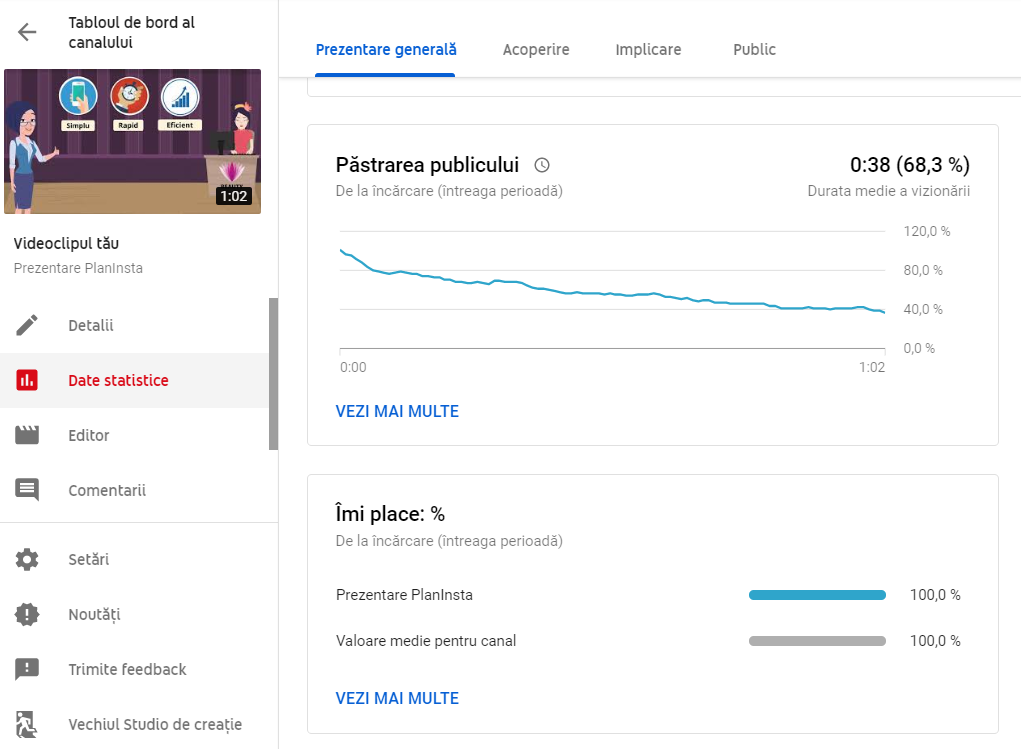 Tabloul de bord al
canalului
Simplu
Rapid
Eficient
BEAUTY
1:02
Videoclipul tău
Prezentare PlanInsta
Detalii
Date statistice
Editor
Comentarii
Setări
Noutăți
Trimite feedback
Vechiul Studio de creație
Prezentare generală
Acoperire
Implicare
Public
Păstrarea publicului
0:38 (68,3 %)
De la încărcare (întreaga perioadă)
Durata medie a vizionării
120,0 %
80,0 %
40,0 %
0,0 %
0:00
1:02
VEZI MAI MULTE
Îmi place: %
De la încărcare (întreaga perioadă)
Prezentare PlanInsta
100,0 %
Valoare medie pentru canal
100,0 %
VEZI MAI MULTE